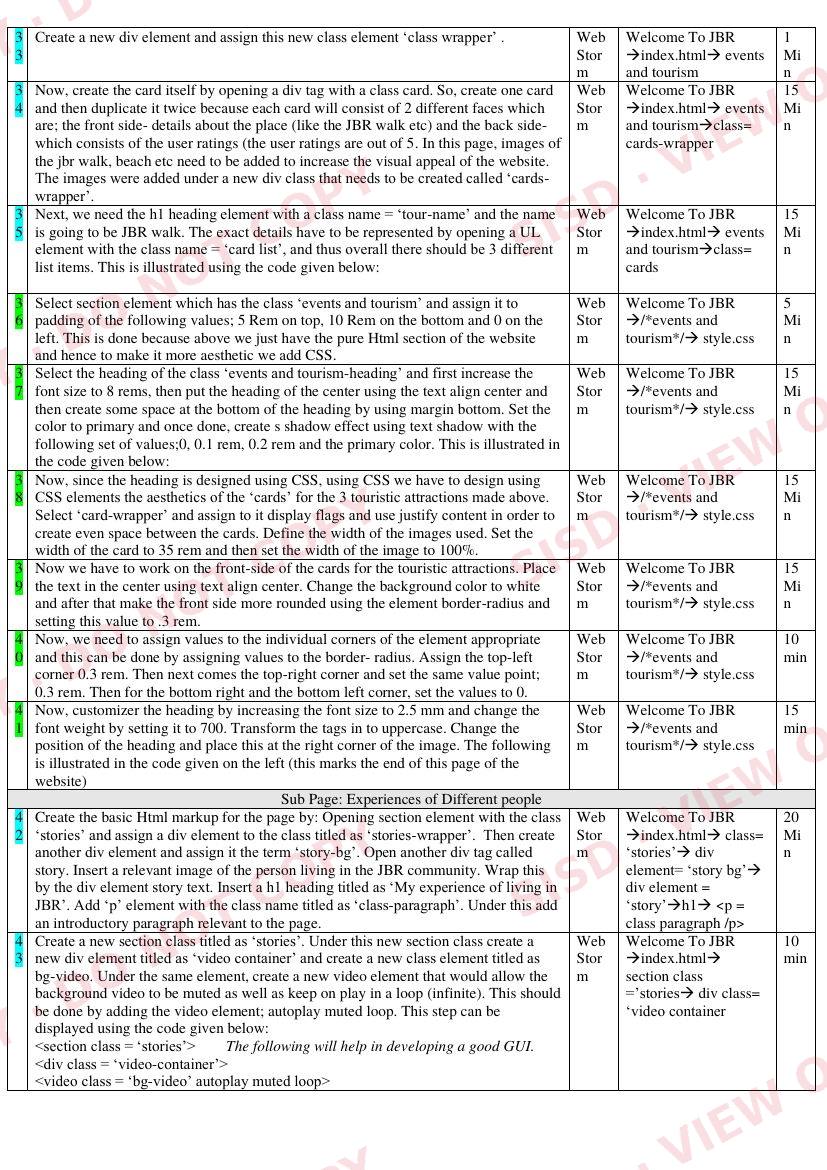 33 Create a new div element and assign this new class element ‘class wrapper’ . Web Storm Welcome To JBR →index.html→ events and tourism 1 Min
34 Now, create the card itself by opening a div tag with a class card. So, create one card
and then duplicate it twice because each card will consist of 2 different faces which
are; the front side- details about the place (like the JBR walk etc) and the back side-
which consists of the user ratings (the user ratings are out of 5. In this page, images of
the jbr walk, beach etc need to be added to increase the visual appeal of the website.
The images were added under a new div class that needs to be created called ‘cards-
wrapper’.
Web Storm
Welcome To JBR
→index.html→ events
and tourism→class=
cards-wrapper
15 Min
35 Next, we need the h1 heading element with a class name = ‘tour-name’ and the name
is going to be JBR walk. The exact details have to be represented by opening a UL
element with the class name = ‘card list’, and thus overall there should be 3 different
list items. This is illustrated using the code given below:
Web Storm
Welcome To JBR
→index.html→ events
and tourism→class=
cards
15 Min
36 Select section element which has the class ‘events and tourism’ and assign it to
padding of the following values; 5 Rem on top, 10 Rem on the bottom and 0 on the
left. This is done because above we just have the pure Html section of the website
and hence to make it more aesthetic we add CSS.
Web Storm
Welcome To JBR
→/*events and
tourism*/→ style.css
5 Min
37 Select the heading of the class ‘events and tourism-heading’ and first increase the
font size to 8 rems, then put the heading of the center using the text align center and
then create some space at the bottom of the heading by using margin bottom. Set the
color to primary and once done, create s shadow effect using text shadow with the
following set of values;0, 0.1 rem, 0.2 rem and the primary color. This is illustrated in
the code given below:
Web Storm
Welcome To JBR
→/*events and
tourism*/→ style.css
15 Min
38 Now, since the heading is designed using CSS, using CSS we have to design using
CSS elements the aesthetics of the ‘cards’ for the 3 touristic attractions made above.
Select ‘card-wrapper’ and assign to it display flags and use justify content in order to
create even space between the cards. Define the width of the images used. Set the
width of the card to 35 rem and then set the width of the image to 100%.
Web Storm
Welcome To JBR
→/*events and
tourism*/→ style.css
15 Min
39 Now we have to work on the front-side of the cards for the touristic attractions. Place
the text in the center using text align center. Change the background color to white
and after that make the front side more rounded using the element border-radius and
setting this value to .3 rem.
Web Storm
Welcome To JBR
→/*events and
tourism*/→ style.css
15 Min
40 Now, we need to assign values to the individual corners of the element appropriate
and this can be done by assigning values to the border- radius. Assign the top-left
corner 0.3 rem. Then next comes the top-right corner and set the same value point;
0.3 rem. Then for the bottom right and the bottom left corner, set the values to 0.
Web Storm
Welcome To JBR
→/*events and
tourism*/→ style.css
10 min
41 Now, customizer the heading by increasing the font size to 2.5 mm and change the
font weight by setting it to 700. Transform the tags in to uppercase. Change the
position of the heading and place this at the right corner of the image. The following
is illustrated in the code given on the left (this marks the end of this page of the
website)
Web Storm
Welcome To JBR
→/*events and
tourism*/→ style.css
15 min
Sub Page: Experiences of Different people
42 Create the basic Html markup for the page by: Opening section element with the class
‘stories’ and assign a div element to the class titled as ‘stories-wrapper’. Then create
another div element and assign it the term ‘story-bg’. Open another div tag called
story. Insert a relevant image of the person living in the JBR community. Wrap this
by the div element story text. Insert a h1 heading titled as ‘My experience of living in
JBR’. Add ‘p’ element with the class name titled as ‘class-paragraph’. Under this add
an introductory paragraph relevant to the page.
Web Storm
Welcome To JBR
→index.html→ class=
‘stories’→ div
element= ‘story bg’→
div element =
‘story’→h1→ <p =
class paragraph /p>
20 Min
43 Create a new section class titled as ‘stories’. Under this new section class create a
new div element titled as ‘video container’ and create a new class element titled as
bg-video. Under the same element, create a new video element that would allow the
background video to be muted as well as keep on play in a loop (infinite). This should
be done by adding the video element; autoplay muted loop. This step can be
displayed using the code given below:
<section class = ‘stories’> The following will help in developing a good GUI.
<div class = ‘video-container’>
<video class = ‘bg-video’ autoplay muted loop>
Web Storm
Welcome To JBR
→index.html→
section class
=’stories→ div class=
‘video container
10 min
SISD · VIEW O
DO NOT COPY